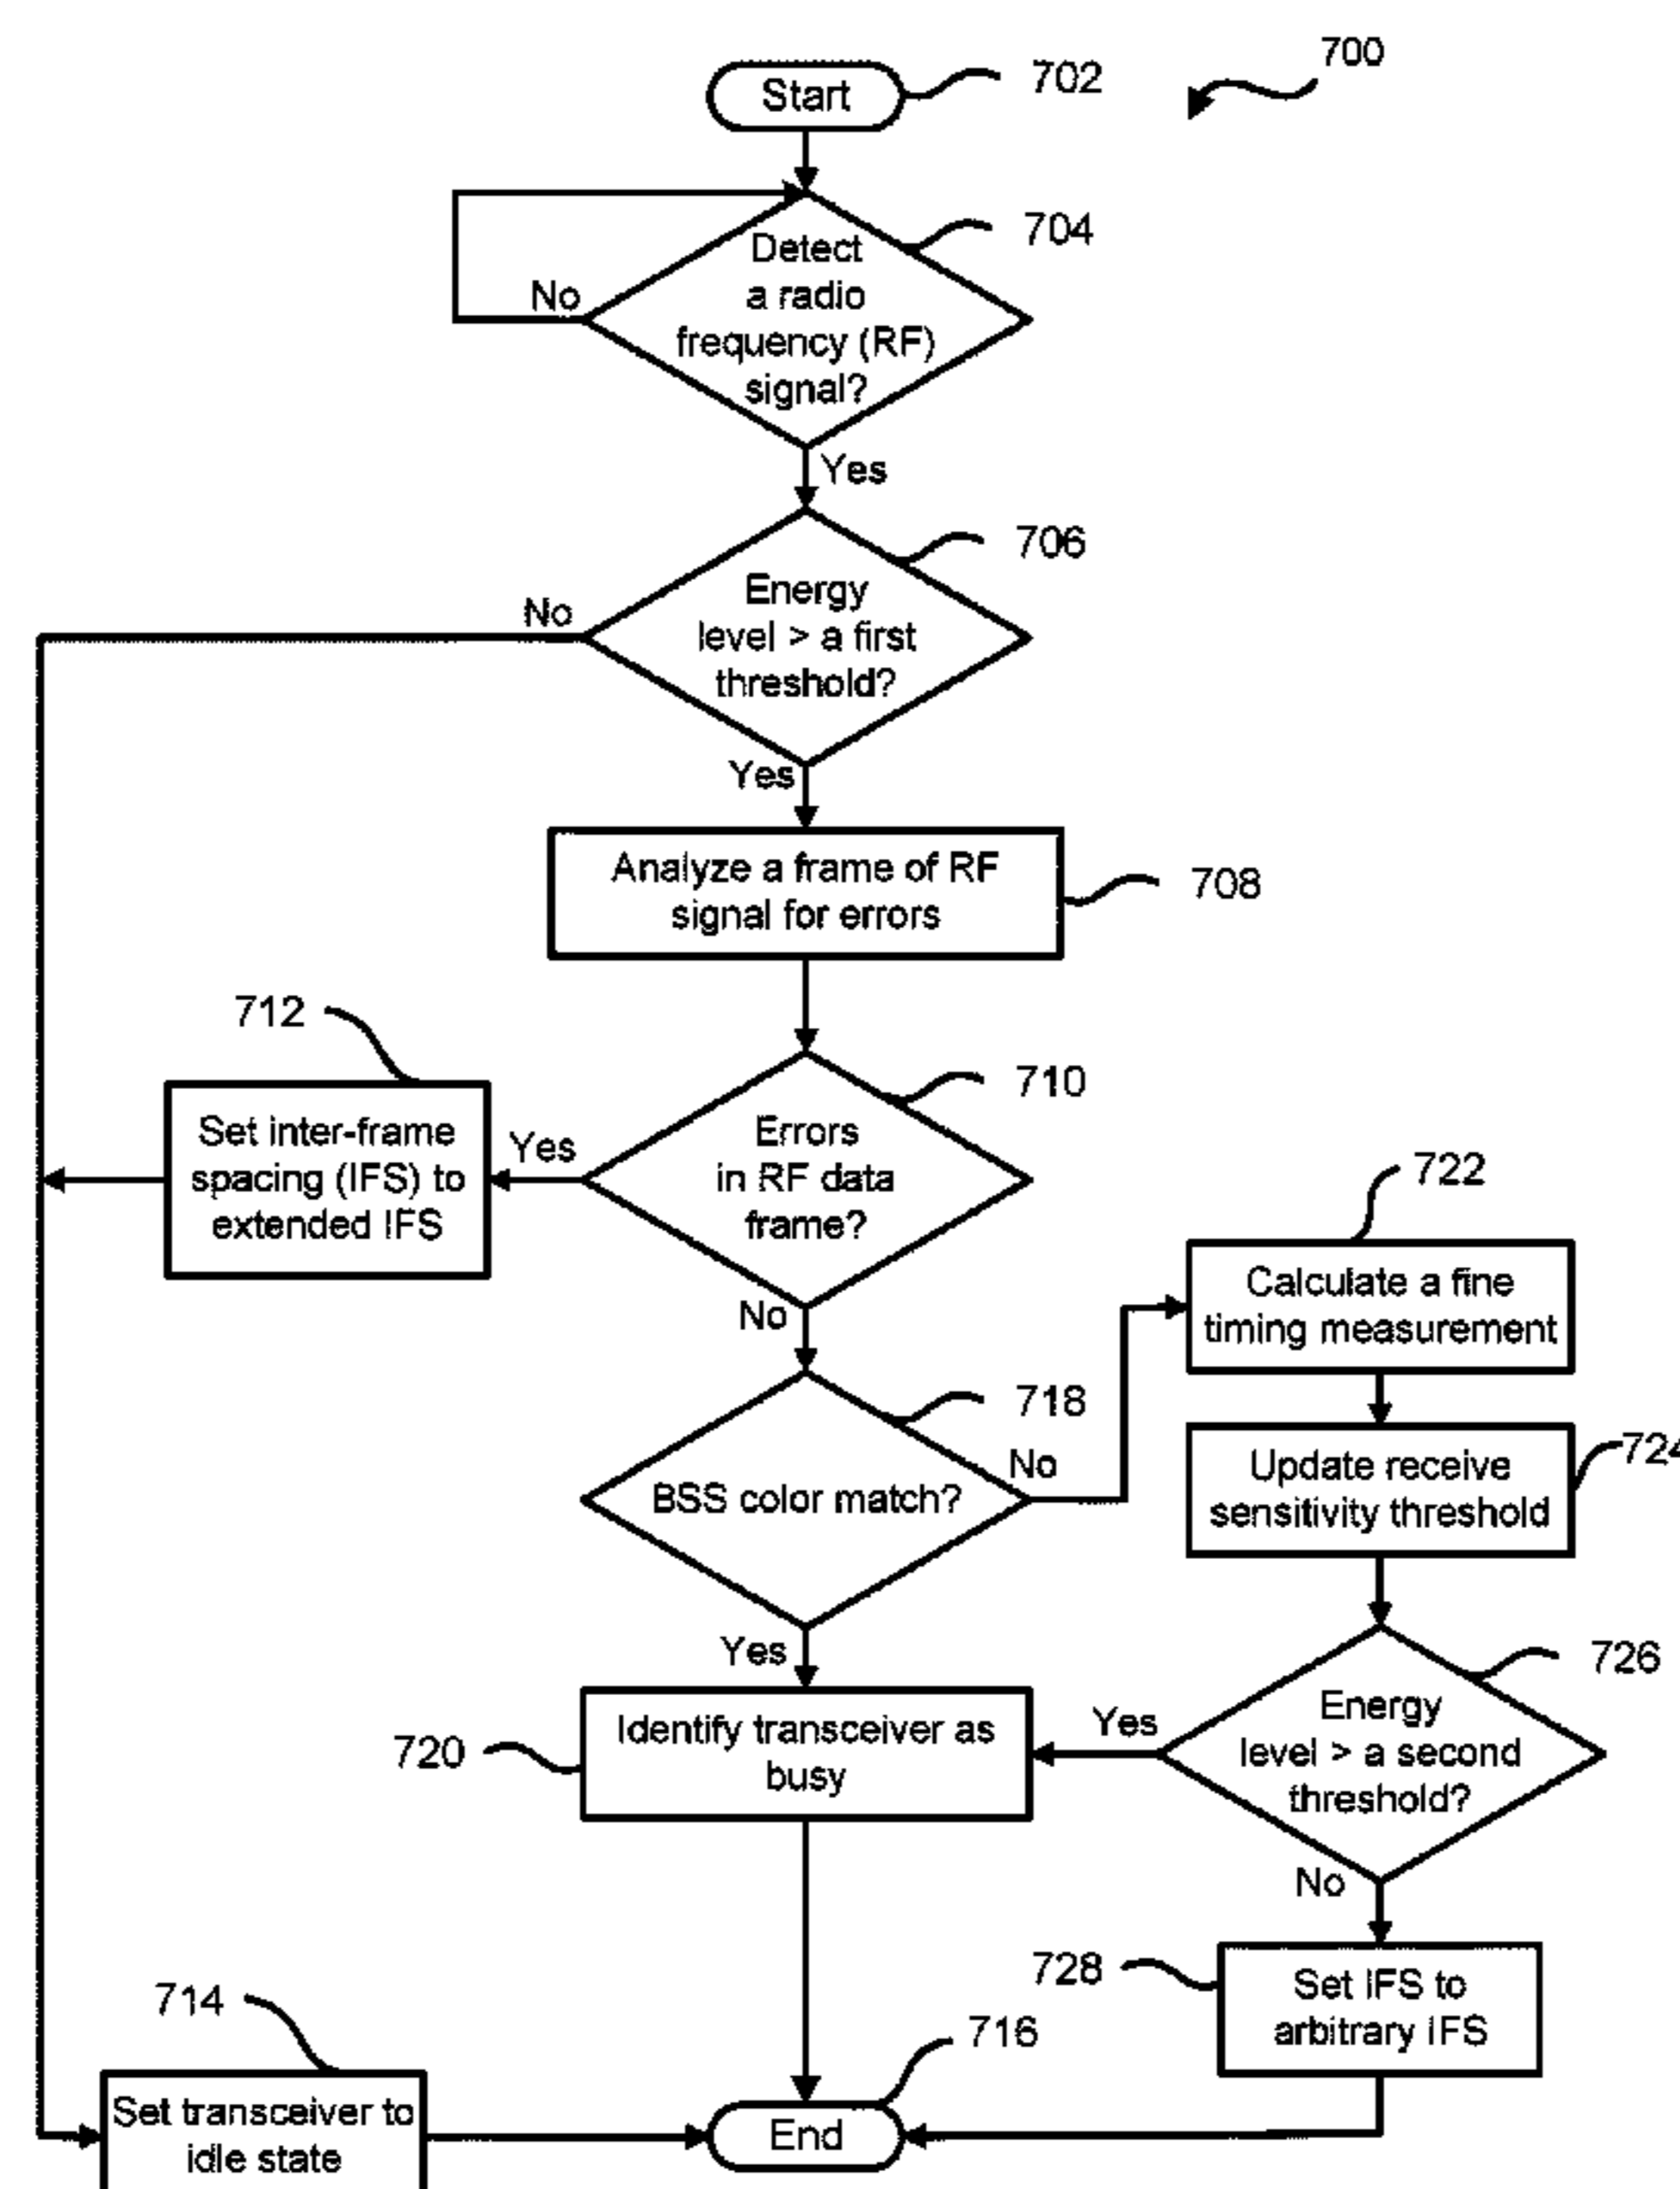 700
Start
702
Detect
a radio
frequency (RF)
signal?
704
No
Yes
706
Energy
level > a first
threshold?
No
Yes
Analyze a frame of RF
signal for errors
708
712
710
Set inter-frame
spacing (IFS) to
extended IFS
Yes
Errors
in RF data
frame?
No
722
Calculate a fine
timing measurement
718
BSS color match?
No
724
Update receive
sensitivity threshold
Yes
726
Identify transceiver as
busy
720
Yes
Energy
level > a second
threshold?
No
728
Set IFS to
arbitrary IFS
714
716
Set transceiver to
idle state
End